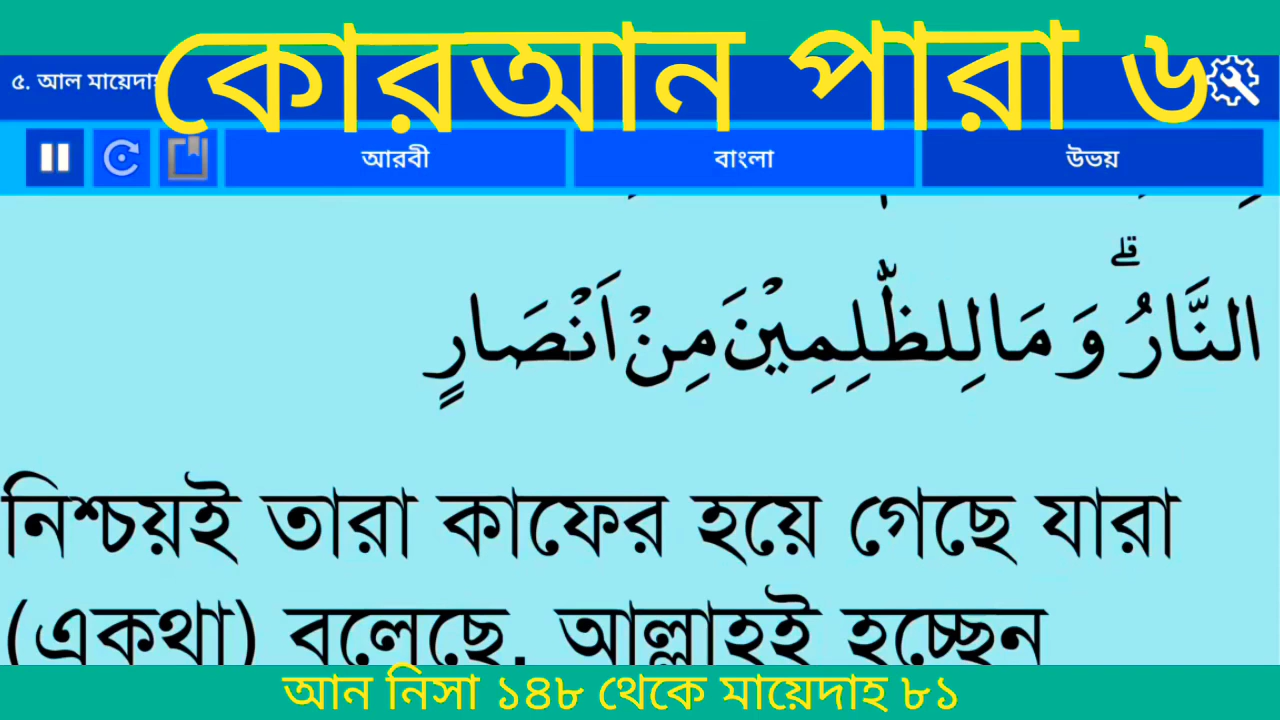 কোরআন পারা ৬
৫. আল মায়েদাহ
আরবী বাংলা উভয়
النَّارُ ۗ وَ مَا لِلظّٰلِمِیْنَ مِنْ اَنْصَارٍ
নিশ্চয়ই তারা কাফের হয়ে গেছে যারা
(একথা) বলেছে, আল্লাহই হচ্ছেন
আন নিসা ১৪৮ থেকে মায়েদাহ ৮১